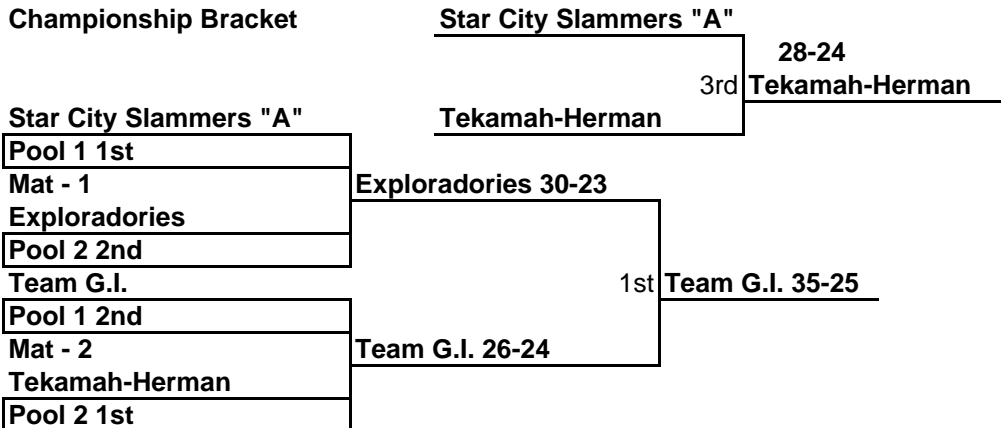 Championship Bracket
Star City Slammers "A"
28-24
3rd Tekamah-Herman
Star City Slammers "A"
Tekamah-Herman
Pool 1 1st
Mat - 1
Exploradories 30-23
Exploradories
Pool 2 2nd
Team G.I.
1st Team G.I. 35-25
Pool 1 2nd
Mat - 2
Team G.I. 26-24
Tekamah-Herman
Pool 2 1st